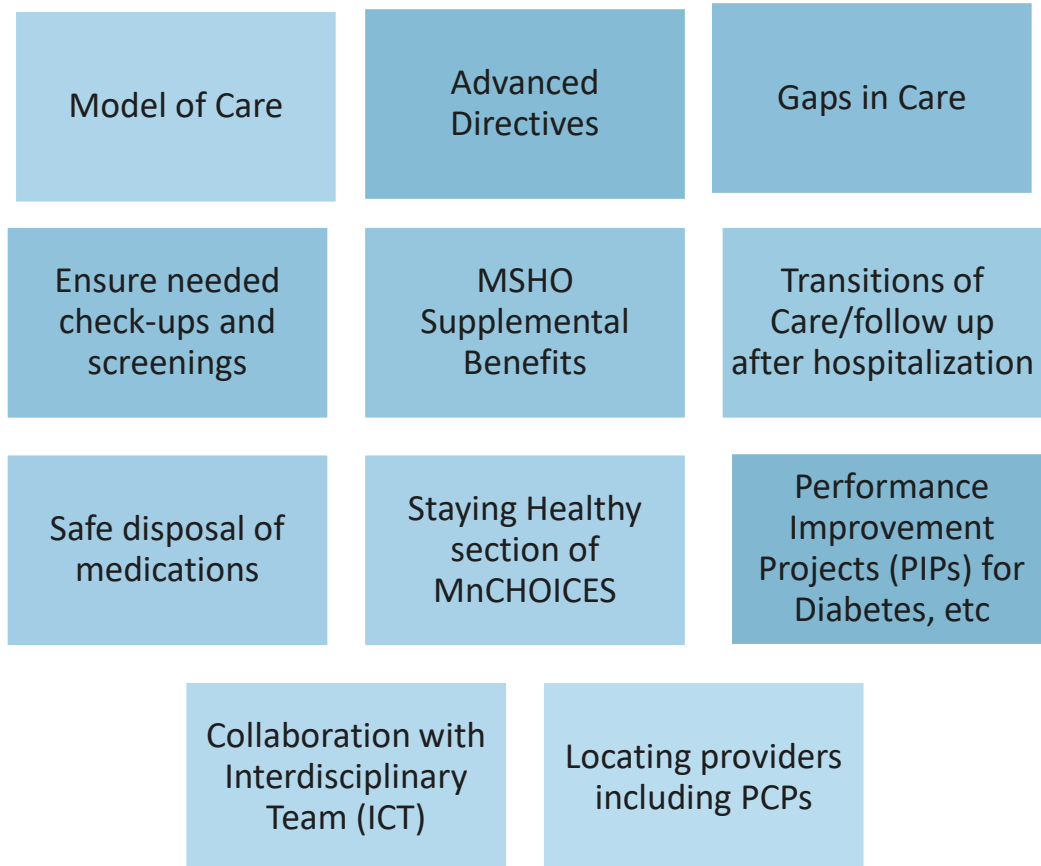 Model of Care
Advanced
Directives
Gaps in Care
Ensure needed
check-ups and
screenings
MSHO
Supplemental
Benefits
Transitions of
Care/follow up
after hospitalization
Safe disposal of
medications
Staying Healthy
section of
MnCHOICES
Performance
Improvement
Projects (PIPs) for
Diabetes, etc
Collaboration with
Interdisciplinary
Team (ICT)
Locating providers
including PCPs